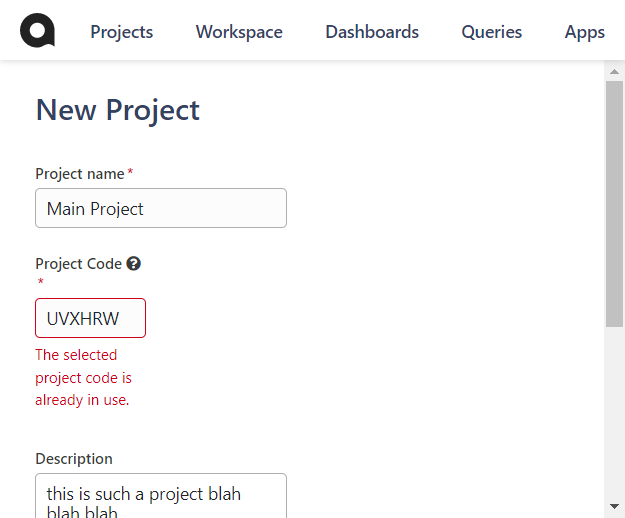 Projects Workspace Dashboards Queries Apps
New Project
Project name *
Main Project
Project Code
*
UVXHRW
The selected
project code is
already in use.
Description
this is such a project blah
blah blah